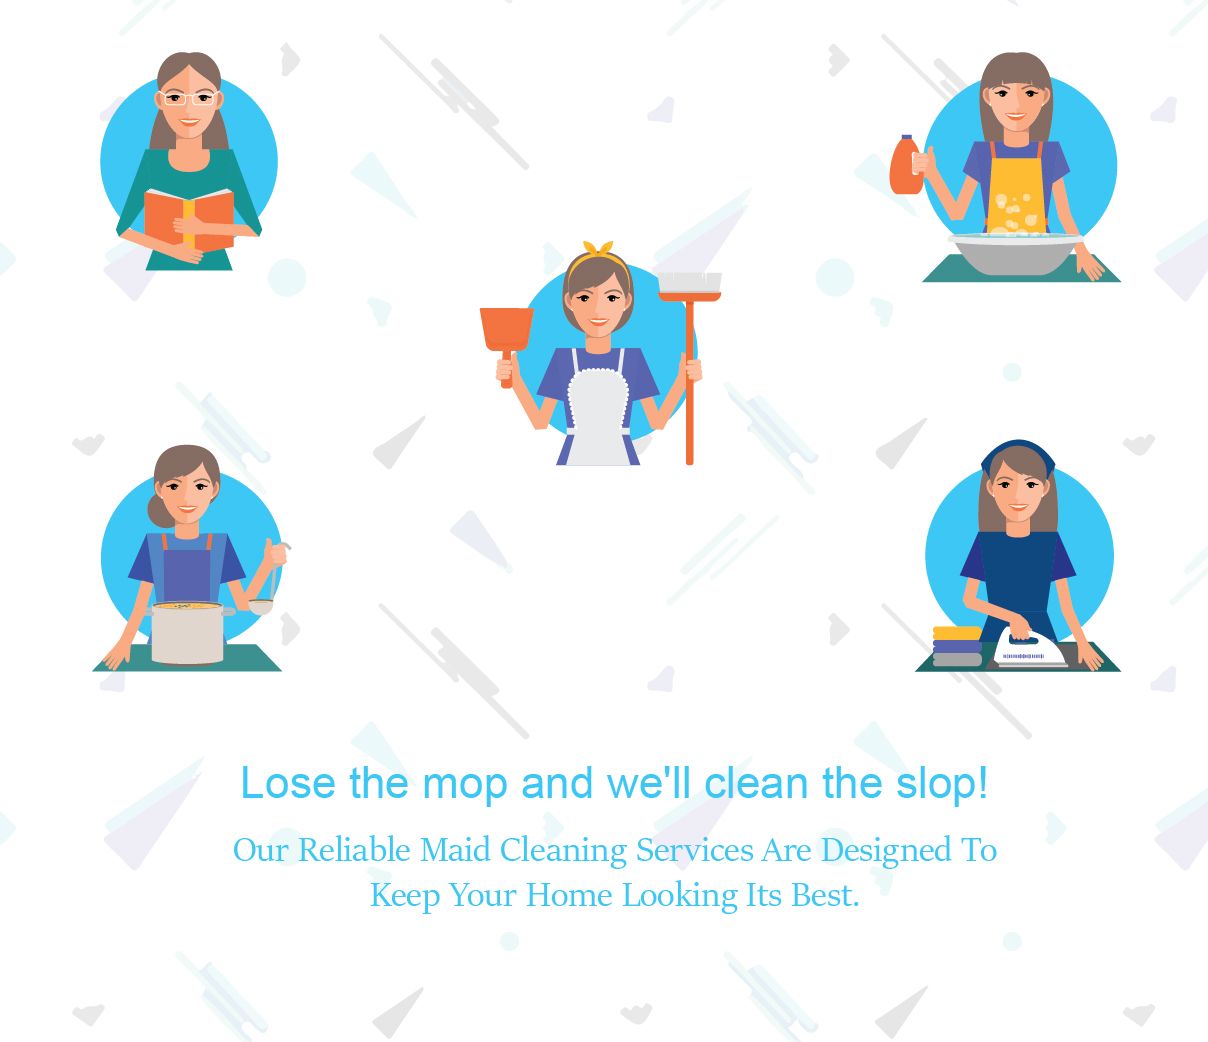 Lose the mop and we'll clean the slop!
Our Reliable Maid Cleaning Services Are Designed To
Keep Your Home Looking Its Best.